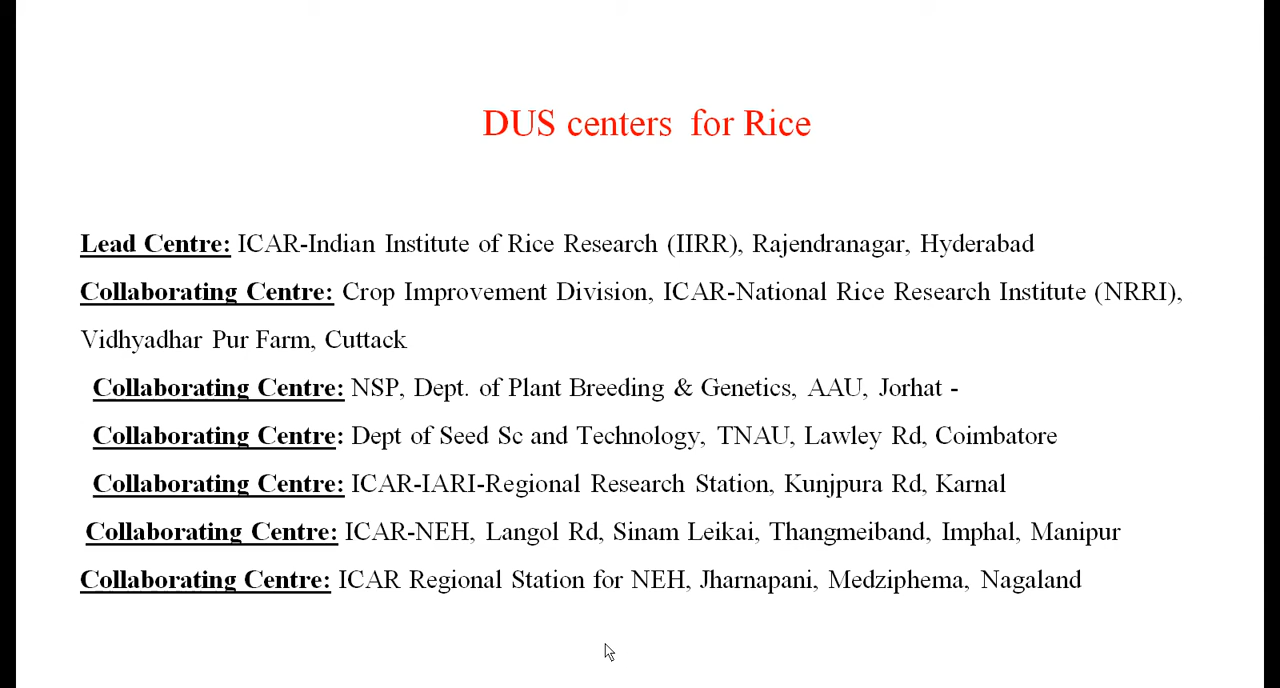 DUS centers for Rice
Lead Centre: ICAR-Indian Institute of Rice Research (IIRR), Rajendranagar, Hyderabad
Collaborating Centre: Crop Improvement Division, ICAR-National Rice Research Institute (NRRI),
Vidhyadhar Pur Farm, Cuttack
Collaborating Centre: NSP, Dept. of Plant Breeding & Genetics, AAU, Jorhat -
Collaborating Centre: Dept of Seed Sc and Technology, TNAU, Lawley Rd, Coimbatore
Collaborating Centre: ICAR-IARI-Regional Research Station, Kunjpura Rd, Karnal
Collaborating Centre: ICAR-NEH, Langol Rd, Sinam Leikai, Thangmeiband, Imphal, Manipur
Collaborating Centre: ICAR Regional Station for NEH, Jharnapani, Medziphema, Nagaland